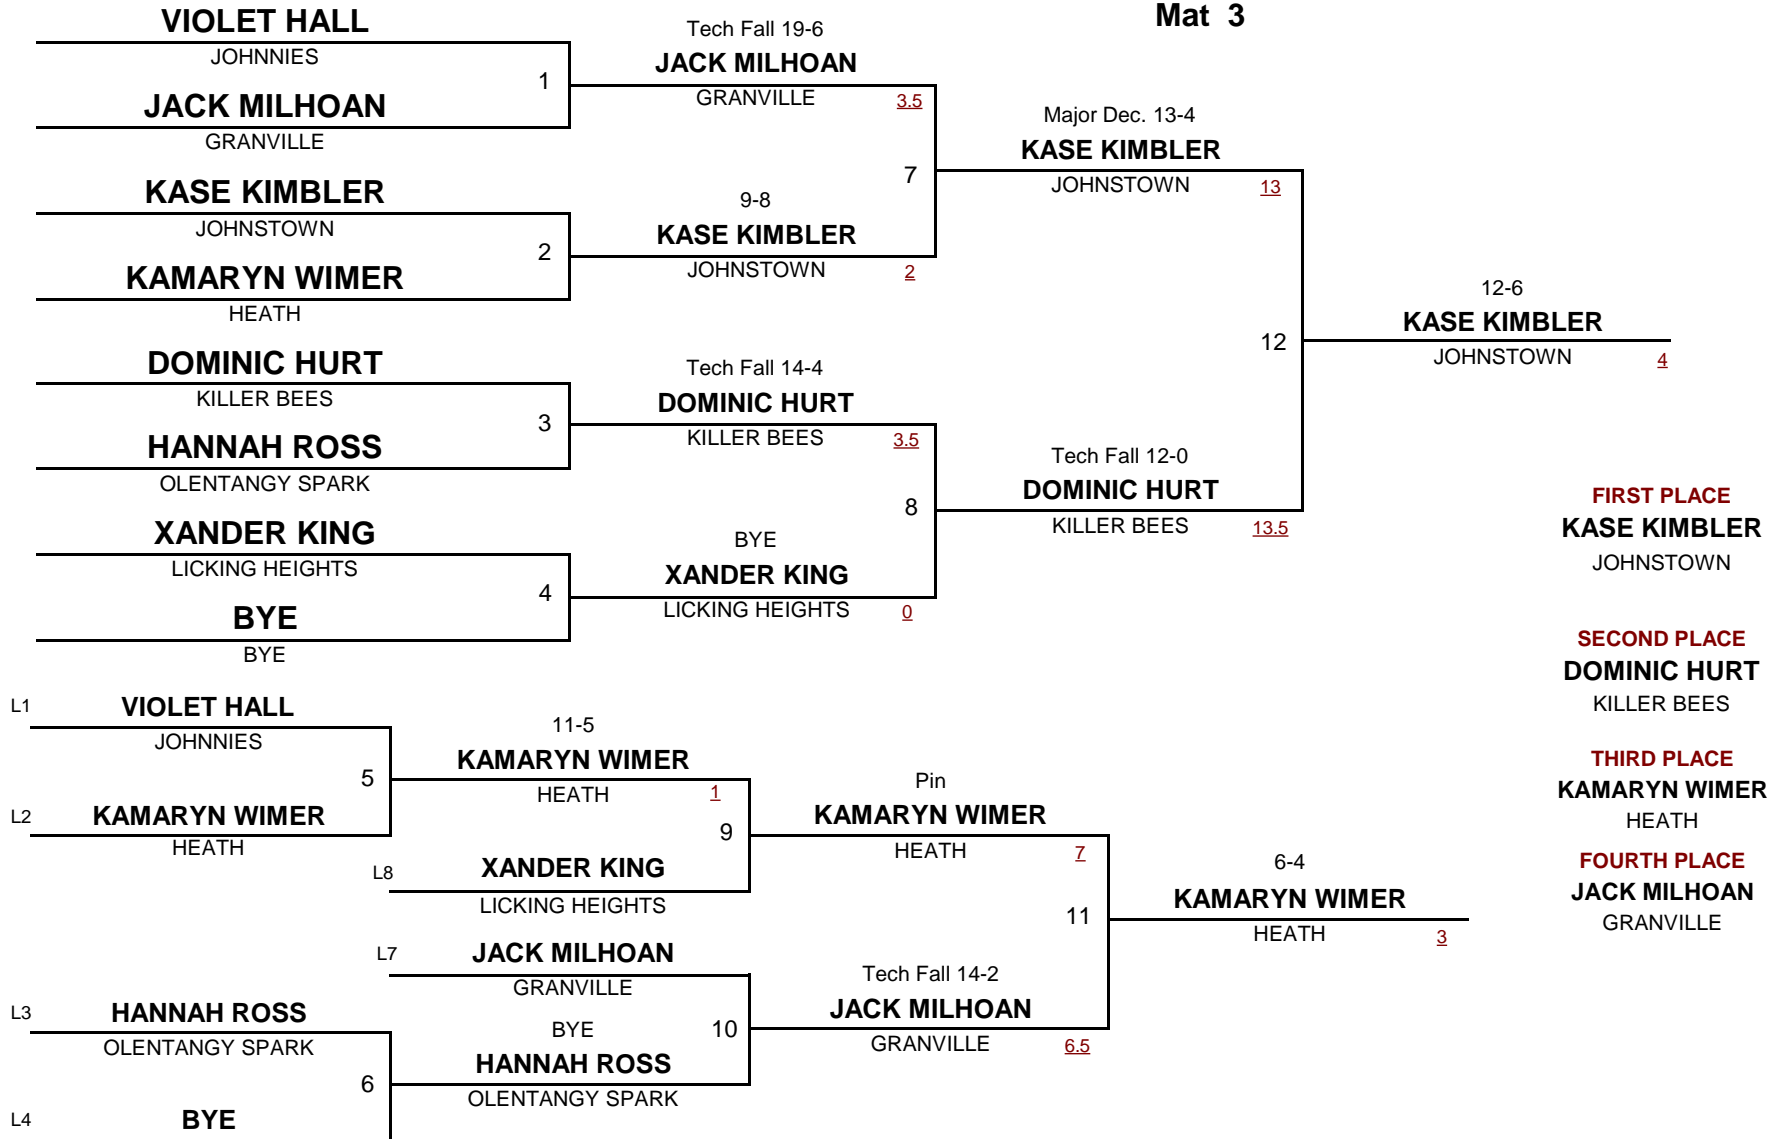 Mat 3
VIOLET HALL
JOHNNIES
1
JACK MILHOAN
GRANVILLE
KASE KIMBLER
JOHNSTOWN
2
KAMARYN WIMER
HEATH
DOMINIC HURT
KILLER BEES
3
HANNAH ROSS
OLENTANGY SPARK
XANDER KING
LICKING HEIGHTS
4
BYE
BYE
Tech Fall 19-6
JACK MILHOAN
GRANVILLE 3.5
7
9-8
KASE KIMBLER
JOHNSTOWN 2
Tech Fall 14-4
DOMINIC HURT
KILLER BEES 3.5
8
BYE
XANDER KING
LICKING HEIGHTS 0
Major Dec. 13-4
KASE KIMBLER
JOHNSTOWN 13
12
Tech Fall 12-0
DOMINIC HURT
KILLER BEES 13.5
12-6
KASE KIMBLER
JOHNSTOWN 4
FIRST PLACE
KASE KIMBLER
JOHNSTOWN
SECOND PLACE
DOMINIC HURT
KILLER BEES
THIRD PLACE
KAMARYN WIMER
HEATH
FOURTH PLACE
JACK MILHOAN
GRANVILLE
L1 VIOLET HALL
JOHNNIES
5
L2 KAMARYN WIMER
HEATH
L3 HANNAH ROSS
OLENTANGY SPARK
6
L4 BYE
11-5
KAMARYN WIMER
HEATH 1
9
L8 XANDER KING
LICKING HEIGHTS
L7 JACK MILHOAN
GRANVILLE
10
BYE
HANNAH ROSS
OLENTANGY SPARK
Pin
KAMARYN WIMER
HEATH 7
11
Tech Fall 14-2
JACK MILHOAN
GRANVILLE 6.5
6-4
KAMARYN WIMER
HEATH 3